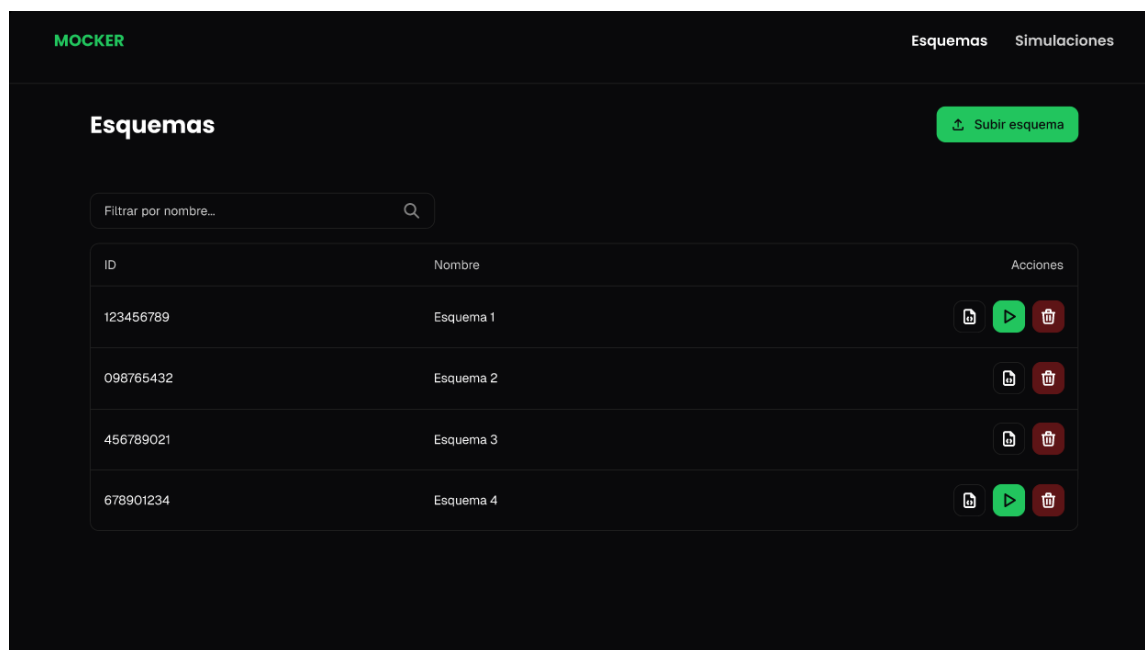 MOCKER
Esquemas Simulaciones
Esquemas
Subir esquema
Filtrar por nombre...
ID Nombre Acciones
123456789 Esquema 1
098765432 Esquema 2
456789021 Esquema 3
678901234 Esquema 4